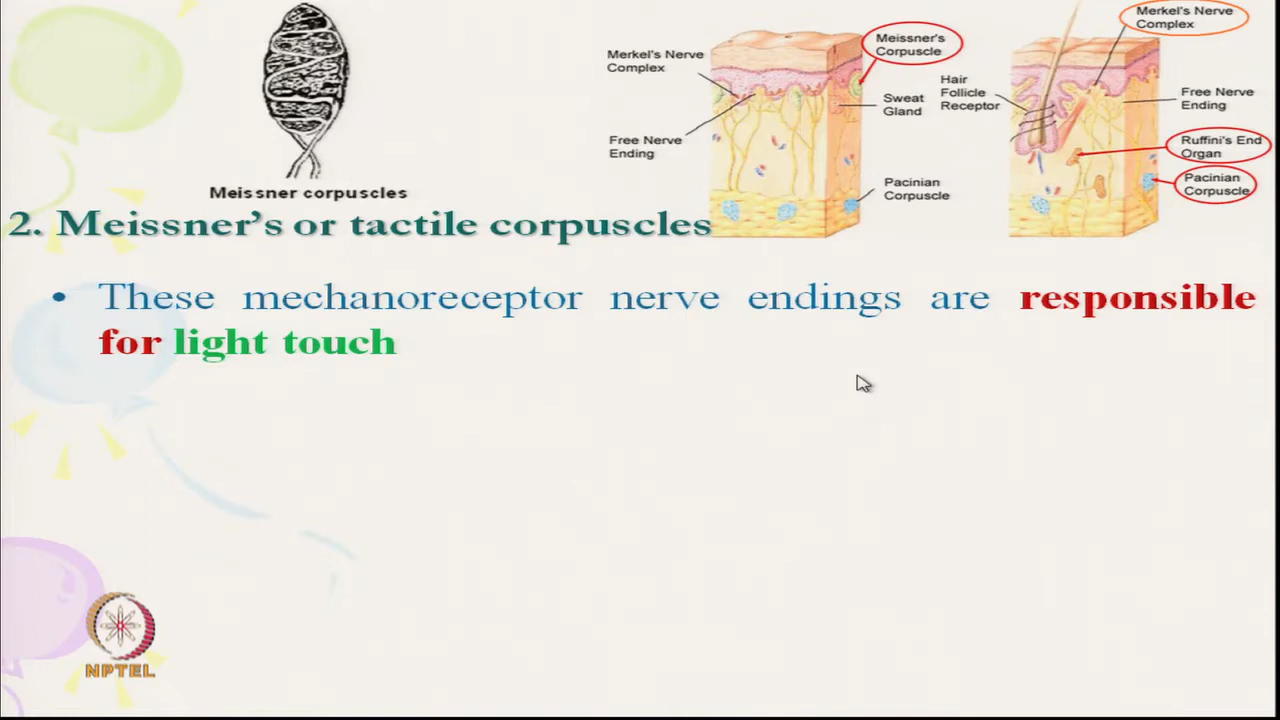 Meissner corpuscles
Merkel's Nerve
Complex
Free Nerve
Ending
Meissner's
Corpuscle
Sweat
Gland
Pacinian
Corpuscle
Merkel's Nerve
Complex
Hair
Follicle
Receptor
Free Nerve
Ending
Ruffini's End
Organ
Pacinian
Corpuscle
2. Meissner's or tactile corpuscles
• These mechanoreceptor nerve endings are responsible
for light touch
NPTEL